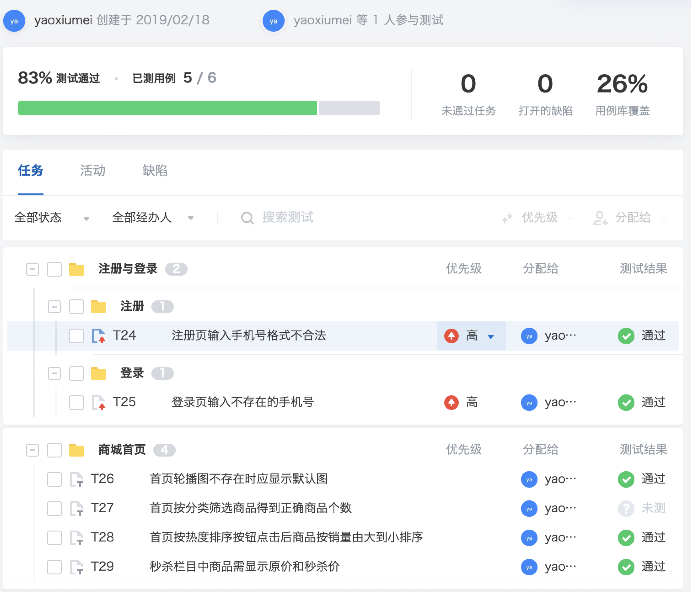 ya yaoxiumei 创建于 2019/02/18 ya yaoxiumei 等 1 人参与测试
83% 测试通过 · 已测用例 5 / 6
0 0 26%
未通过任务 打开的缺陷 用例库覆盖
任务 活动 缺陷
全部状态 全部经办人 搜索测试 优先级 分配给
注册与登录 2 优先级 分配给 测试结果
注册 1
T24 注册页输入手机号格式不合法 高 ya yao··· 通过
登录 1
T25 登录页输入不存在的手机号 高 ya yao··· 通过
商城首页 4 优先级 分配给 测试结果
T26 首页轮播图不存在时应显示默认图 ya yao··· 通过
T27 首页按分类筛选商品得到正确商品个数 ya yao··· ? 未测
T28 首页按热度排序按钮点击后商品按销量由大到小排序 ya yao··· 通过
T29 秒杀栏目中商品需显示原价和秒杀价 ya yao··· 通过